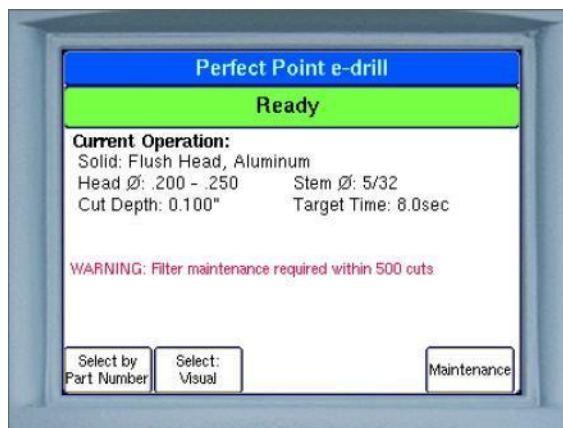 Perfect Point e-drill
Ready
Current Operation:
Solid: Flush Head, Aluminum
Head Ø: .200 - .250 Stem Ø: 5/32
Cut Depth: 0.100" Target Time: 8.0sec
WARNING: Filter maintenance required within 500 cuts
Select by
Part Number
Select:
Visual
Maintenance